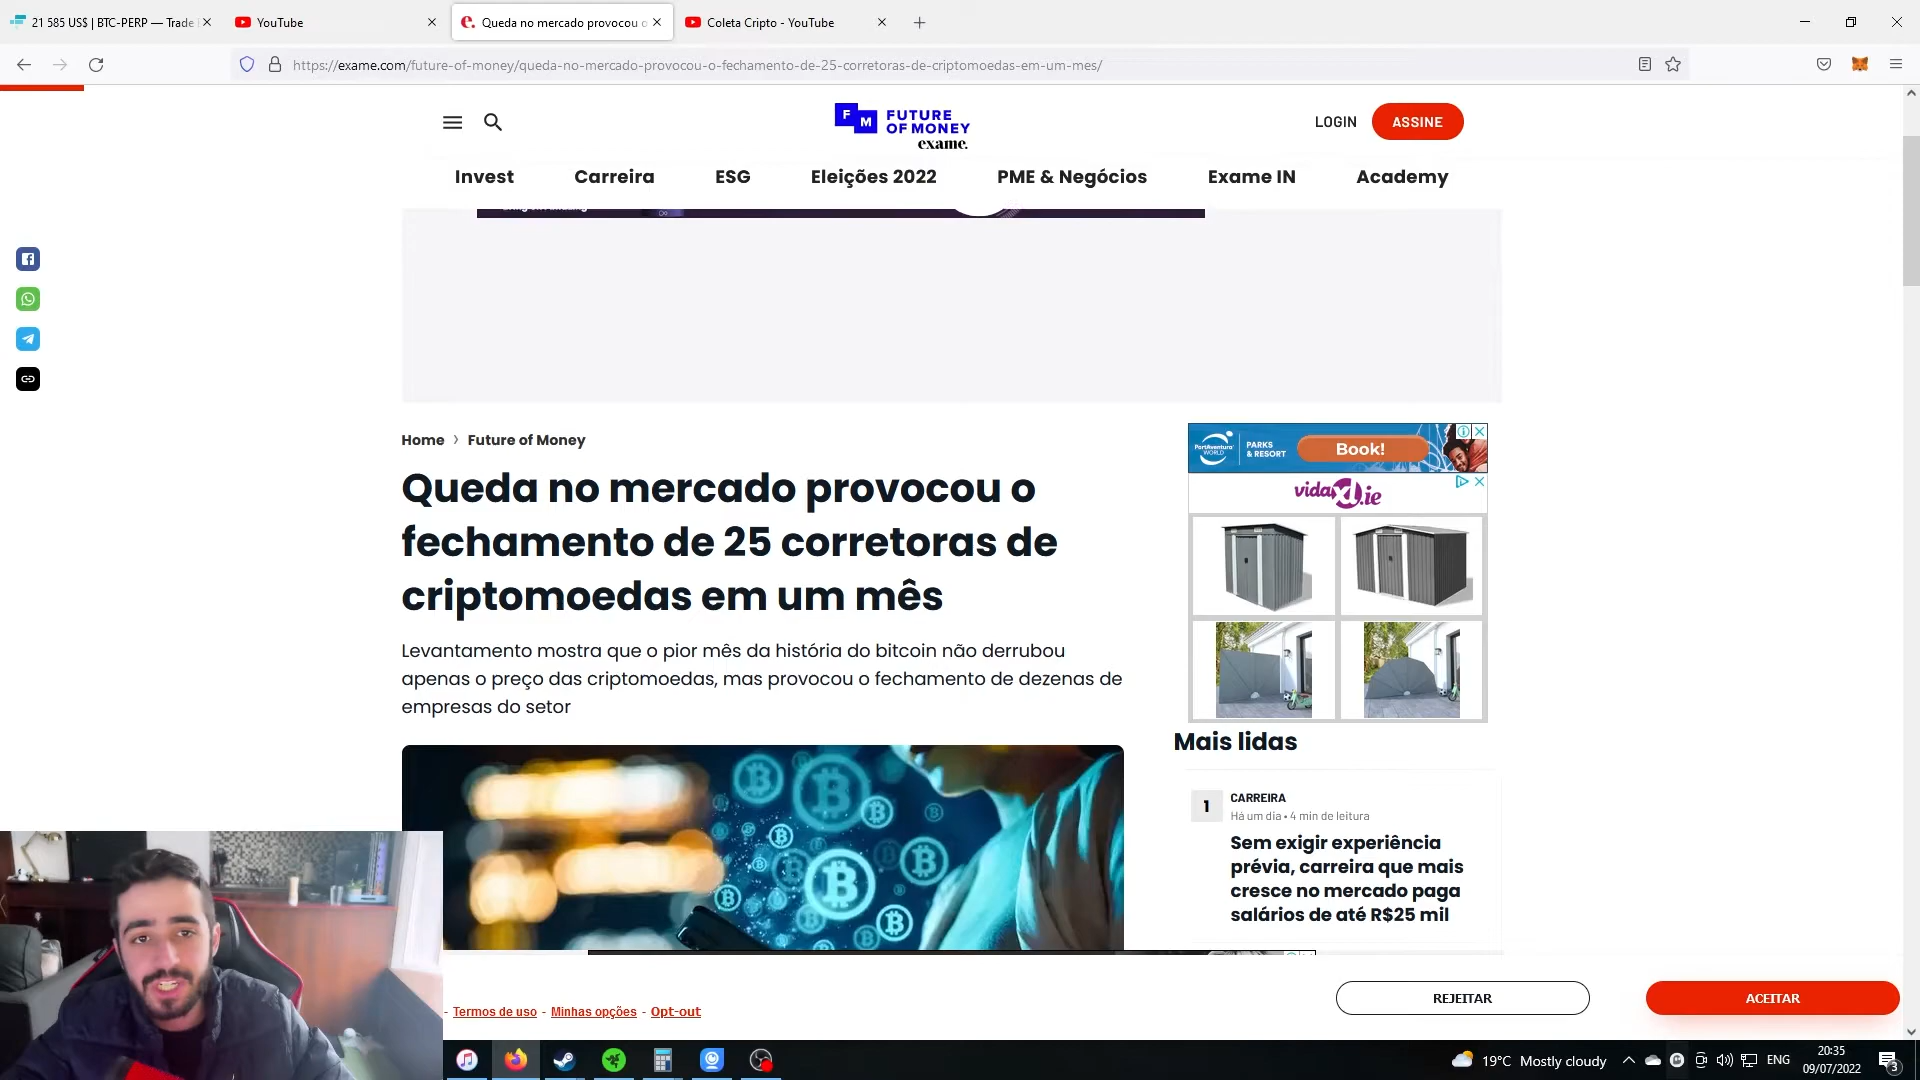 21 585 US$ | BTC-PERP — Trade
YouTube
Queda no mercado provocou o
Coleta Cripto - YouTube
https://exame.com/future-of-money/queda-no-mercado-provocou-o-fechamento-de-25-corretoras-de-criptomoedas-em-um-mes/
F M FUTURE
OF MONEY
exame.
LOGIN
ASSINE
Invest
Carreira
ESG
Eleições 2022
PME & Negócios
Exame IN
Academy
Home > Future of Money
Queda no mercado provocou o
fechamento de 25 corretoras de
criptomoedas em um mês
Levantamento mostra que o pior mês da história do bitcoin não derrubou
apenas o preço das criptomoedas, mas provocou o fechamento de dezenas de
empresas do setor
PortAventura
WORLD
PARKS
& RESORT
Book!
vidaXL.ie
Mais lidas
1
CARREIRA
Há um dia • 4 min de leitura
Sem exigir experiência
prévia, carreira que mais
cresce no mercado paga
salários de até R$25 mil
- Termos de uso - Minhas opções - Opt-out
REJEITAR
ACEITAR
19°C Mostly cloudy
ENG
20:35
09/07/2022
3